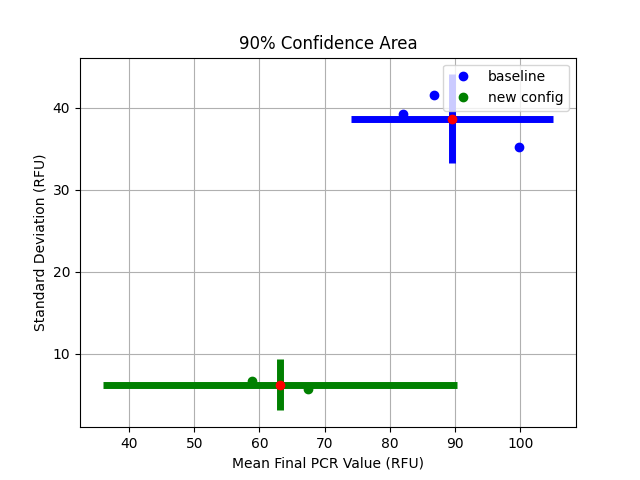 90% Confidence Area
baseline
new config
40
30
20
10
Standard Deviation (RFU)
40
50
60
70
80
90
100
Mean Final PCR Value (RFU)